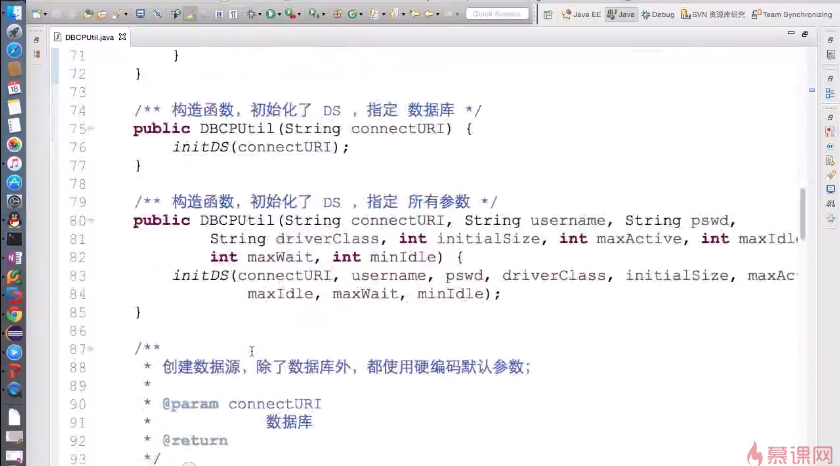 Quick Access
Java EE
Java
Debug
SVN 资源库研究
Team Synchronizing
DBCPUtil.java
71 }
72 }
73
74 /** 构造函数，初始化了 DS ，指定 数据库 */
75 public DBCPUtil(String connectURI) {
76 initDS(connectURI);
77 }
78
79 /** 构造函数，初始化了 DS ，指定 所有参数 */
80 public DBCPUtil(String connectURI, String username, String pswd,
81 String driverClass, int initialSize, int maxActive, int maxIdl
82 int maxWait, int minIdle) {
83 initDS(connectURI, username, pswd, driverClass, initialSize, maxAc
84 maxIdle, maxWait, minIdle);
85 }
86
87 /**
88 * 创建数据源，除了数据库外，都使用硬编码默认参数；
89 *
90 * @param connectURI
91 * 数据库
92 * @return
93 */
18
慕课网